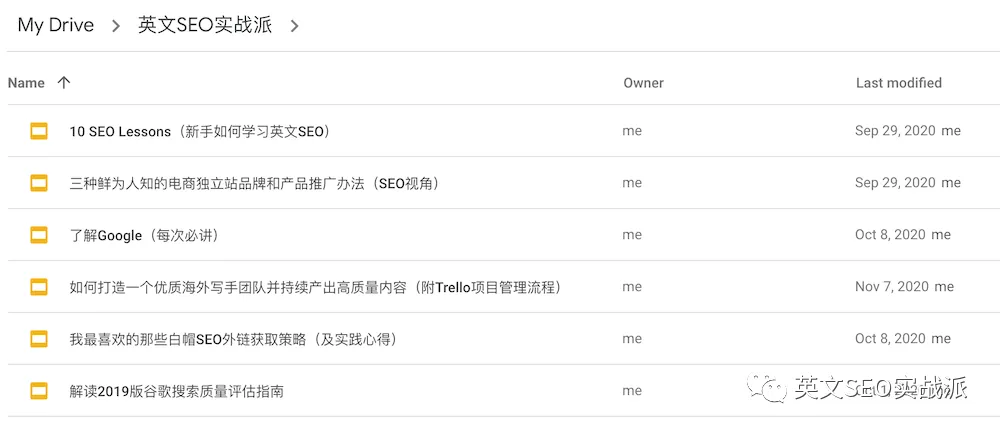 My Drive > 英文SEO实战派 >
Name ↑ Owner Last modified
10 SEO Lessons（新手如何学习英文SEO） me Sep 29, 2020 me
三种鲜为人知的电商独立站品牌和产品推广办法（SEO视角） me Sep 29, 2020 me
了解Google（每次必讲） me Oct 8, 2020 me
如何打造一个优质海外写手团队并持续产出高质量内容（附Trello项目管理流程） me Nov 7, 2020 me
我最喜欢的那些白帽SEO外链获取策略（及实践心得） me Oct 8, 2020 me
解读2019版谷歌搜索质量评估指南 me
英文SEO实战派